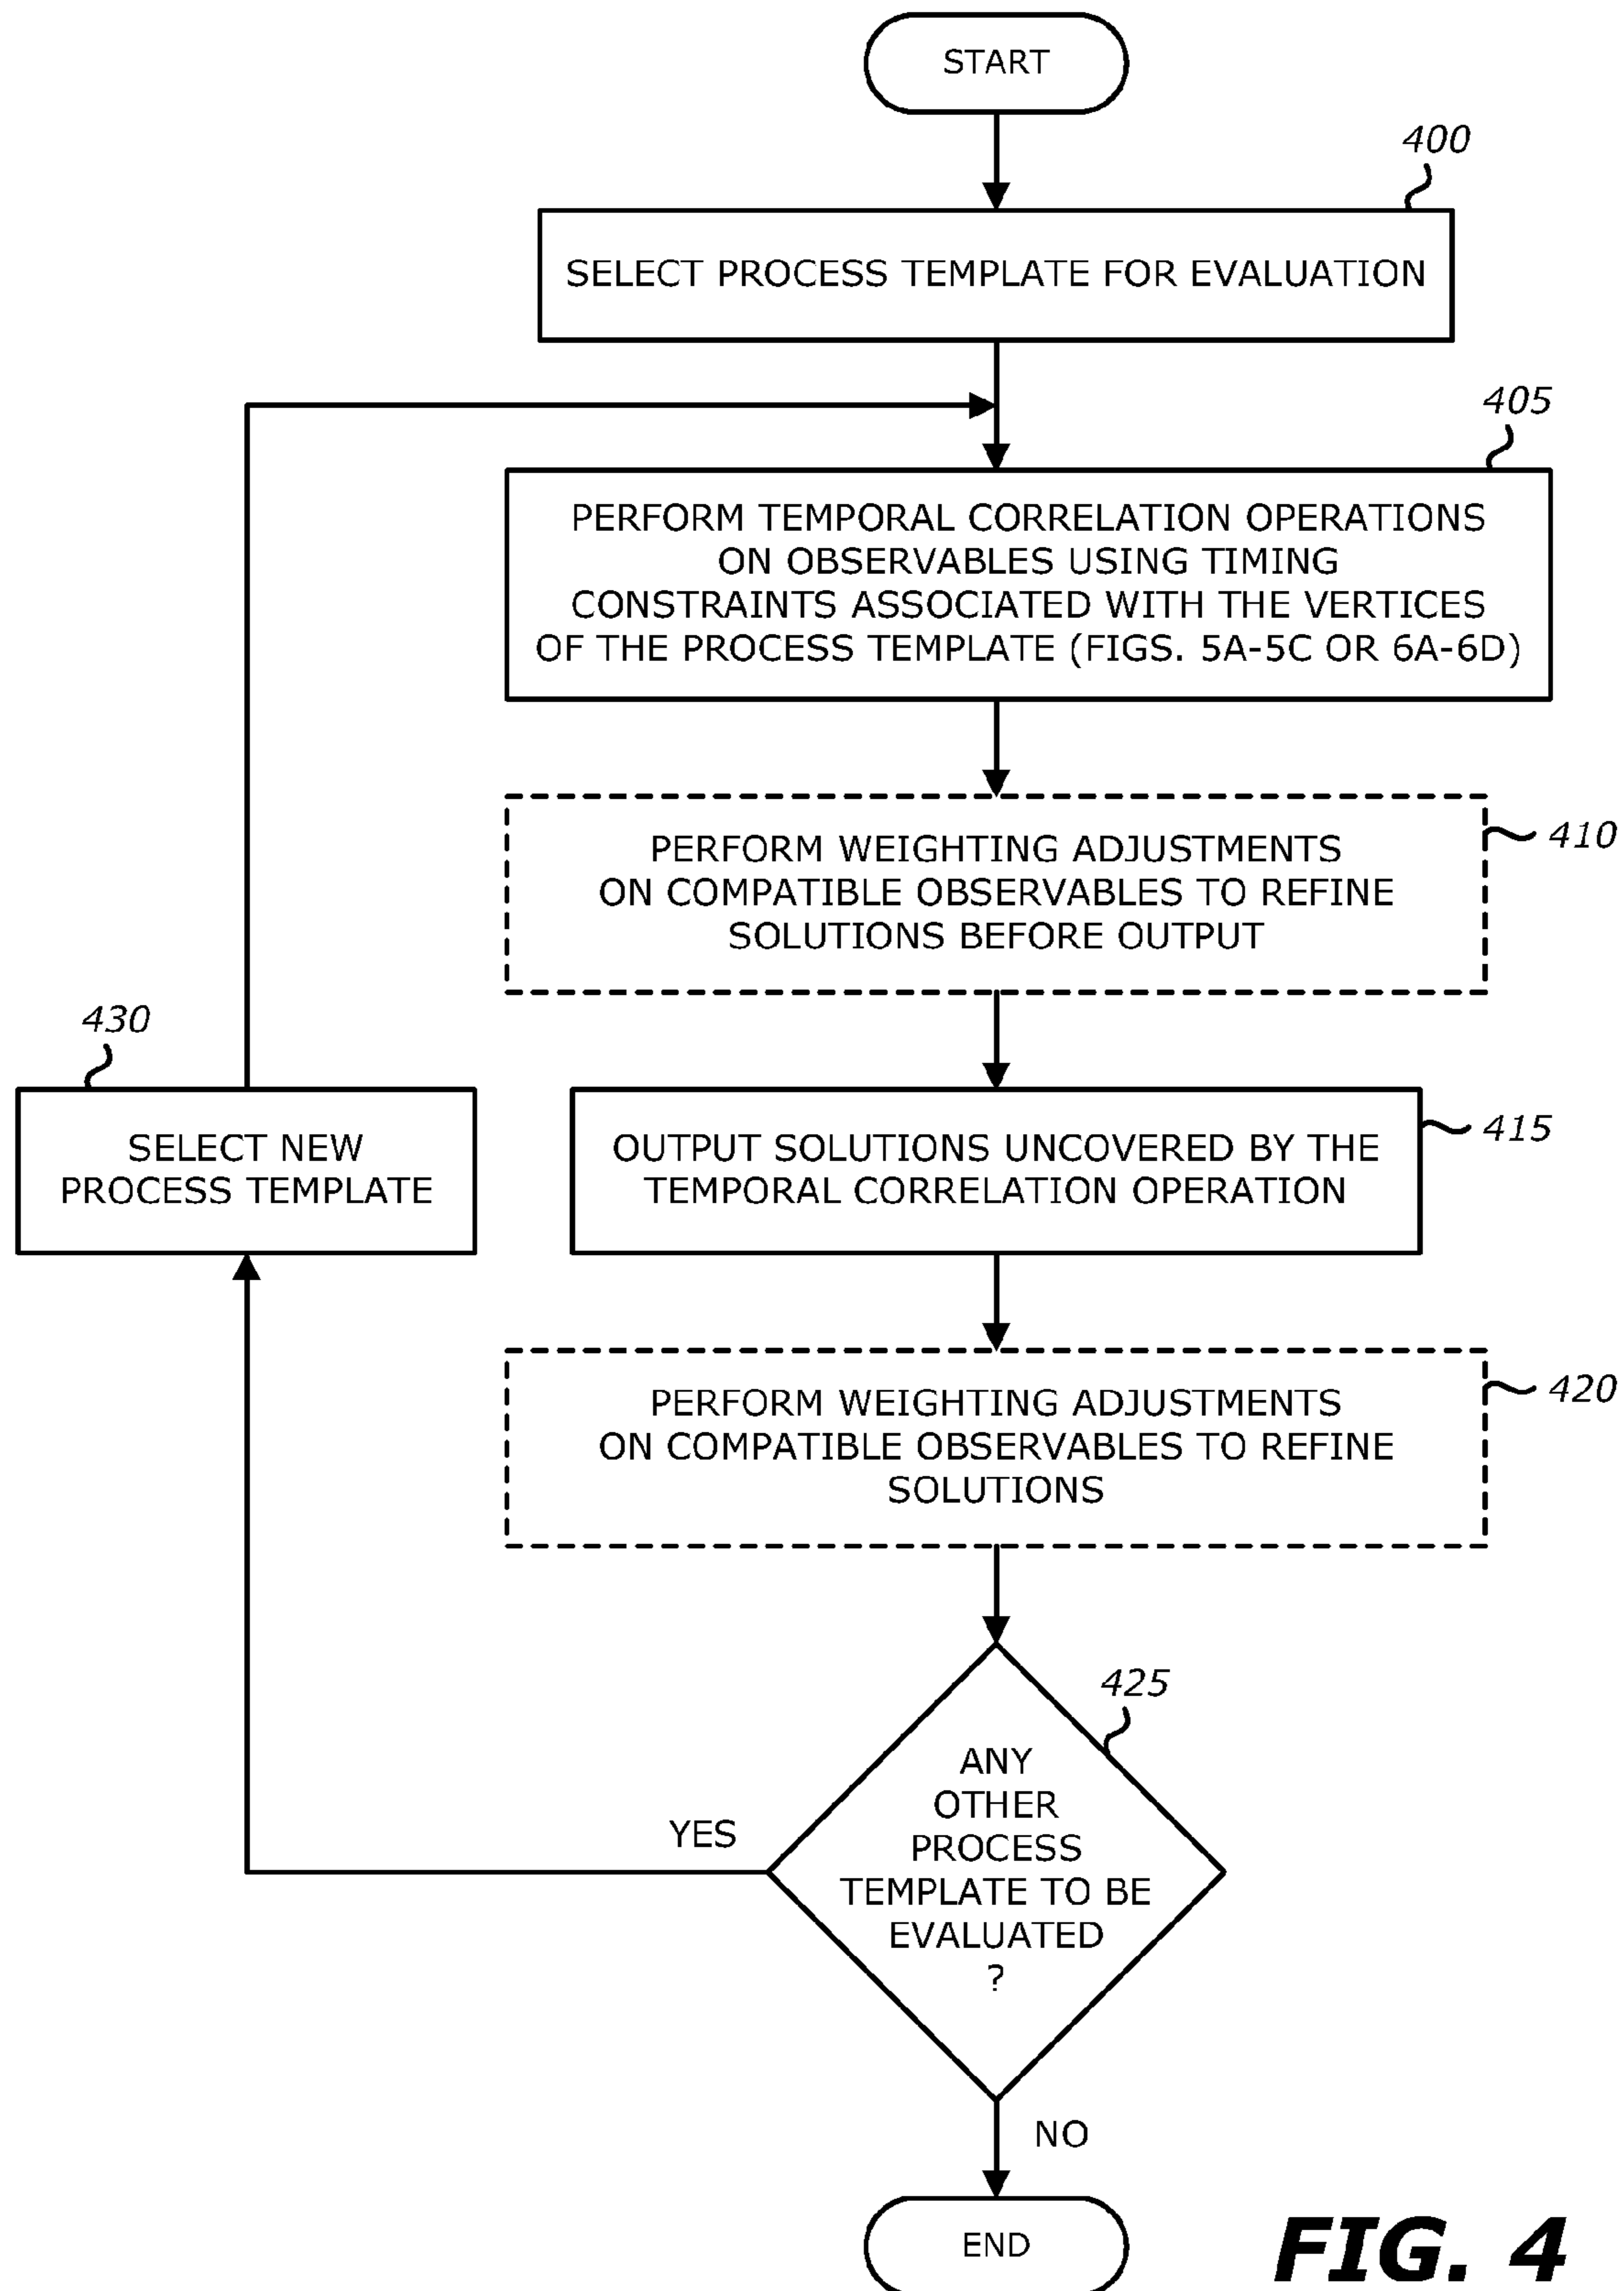 START
400
SELECT PROCESS TEMPLATE FOR EVALUATION
405
PERFORM TEMPORAL CORRELATION OPERATIONS
ON OBSERVABLES USING TIMING
CONSTRAINTS ASSOCIATED WITH THE VERTICES
OF THE PROCESS TEMPLATE (FIGS. 5A-5C OR 6A-6D)
PERFORM WEIGHTING ADJUSTMENTS
ON COMPATIBLE OBSERVABLES TO REFINE
SOLUTIONS BEFORE OUTPUT
410
430
SELECT NEW
PROCESS TEMPLATE
OUTPUT SOLUTIONS UNCOVERED BY THE
TEMPORAL CORRELATION OPERATION
415
PERFORM WEIGHTING ADJUSTMENTS
ON COMPATIBLE OBSERVABLES TO REFINE
SOLUTIONS
420
425
ANY
OTHER
PROCESS
TEMPLATE TO BE
EVALUATED
?
YES
NO
END
FIG. 4